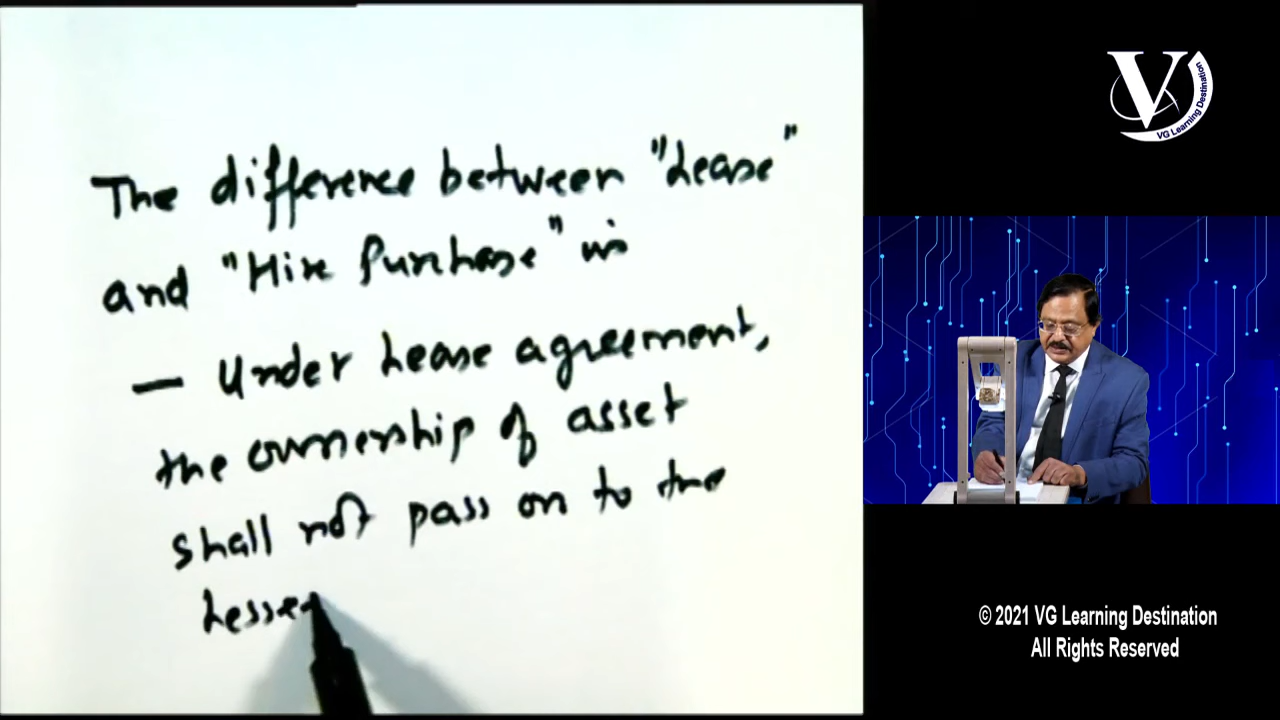 The difference between "Lease"
and "Hire Purchase" is
— Under Lease agreement,
the ownership of asset
shall not pass on to the
Lessee
V
VG Learning Destination
© 2021 VG Learning Destination
All Rights Reserved